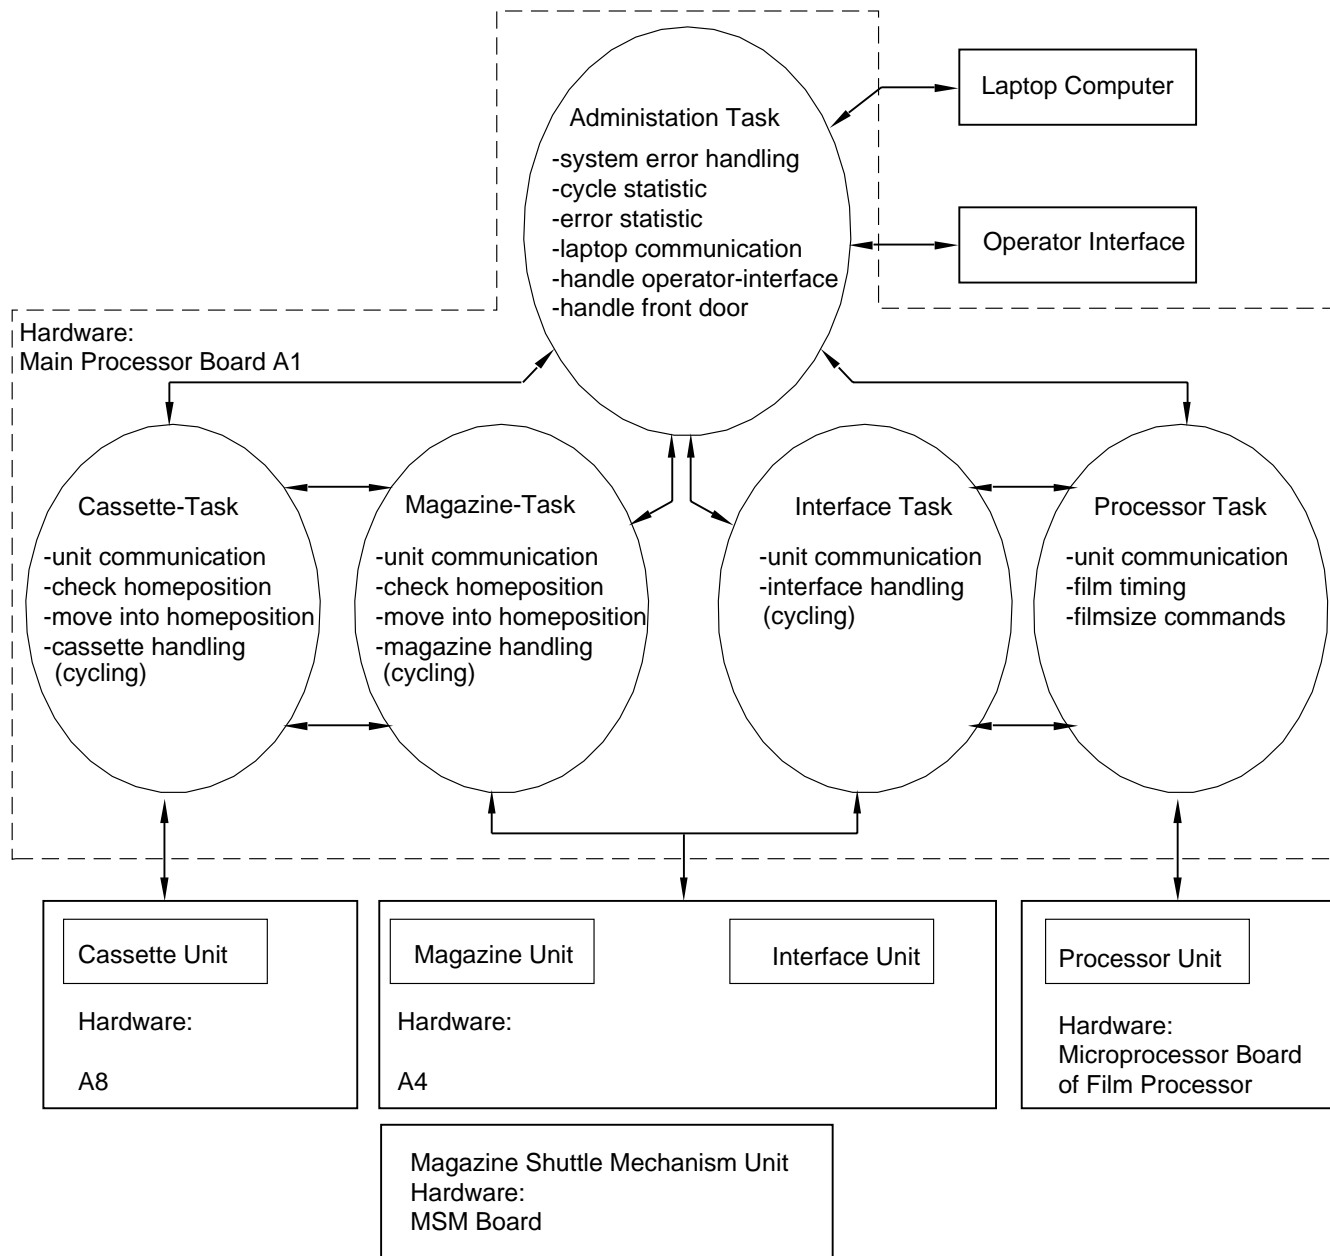 Laptop Computer
Administation Task
-system error handling
-cycle statistic
-error statistic
-laptop communication
-handle operator-interface
-handle front door
Operator Interface
Hardware:
Main Processor Board A1
Cassette-Task
-unit communication
-check homeposition
-move into homeposition
-cassette handling
(cycling)
Magazine-Task
-unit communication
-check homeposition
-move into homeposition
-magazine handling
(cycling)
Interface Task
-unit communication
-interface handling
(cycling)
Processor Task
-unit communication
-film timing
-filmsize commands
Cassette Unit
Hardware:
A8
Magazine Unit
Interface Unit
Hardware:
A4
Processor Unit
Hardware:
Microprocessor Board
of Film Processor
Magazine Shuttle Mechanism Unit
Hardware:
MSM Board